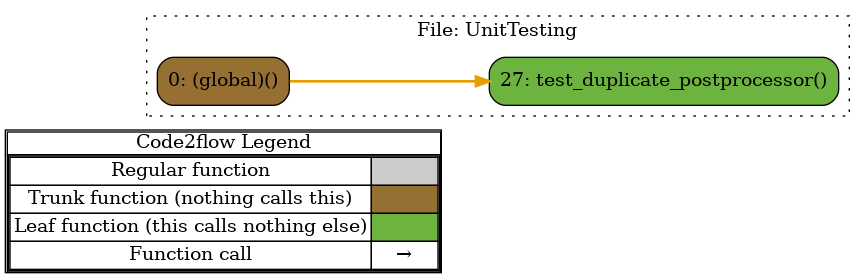 File: UnitTesting
0: (global)()
27: test_duplicate_postprocessor()
Code2flow Legend
Regular function
Trunk function (nothing calls this)
Leaf function (this calls nothing else)
Function call →